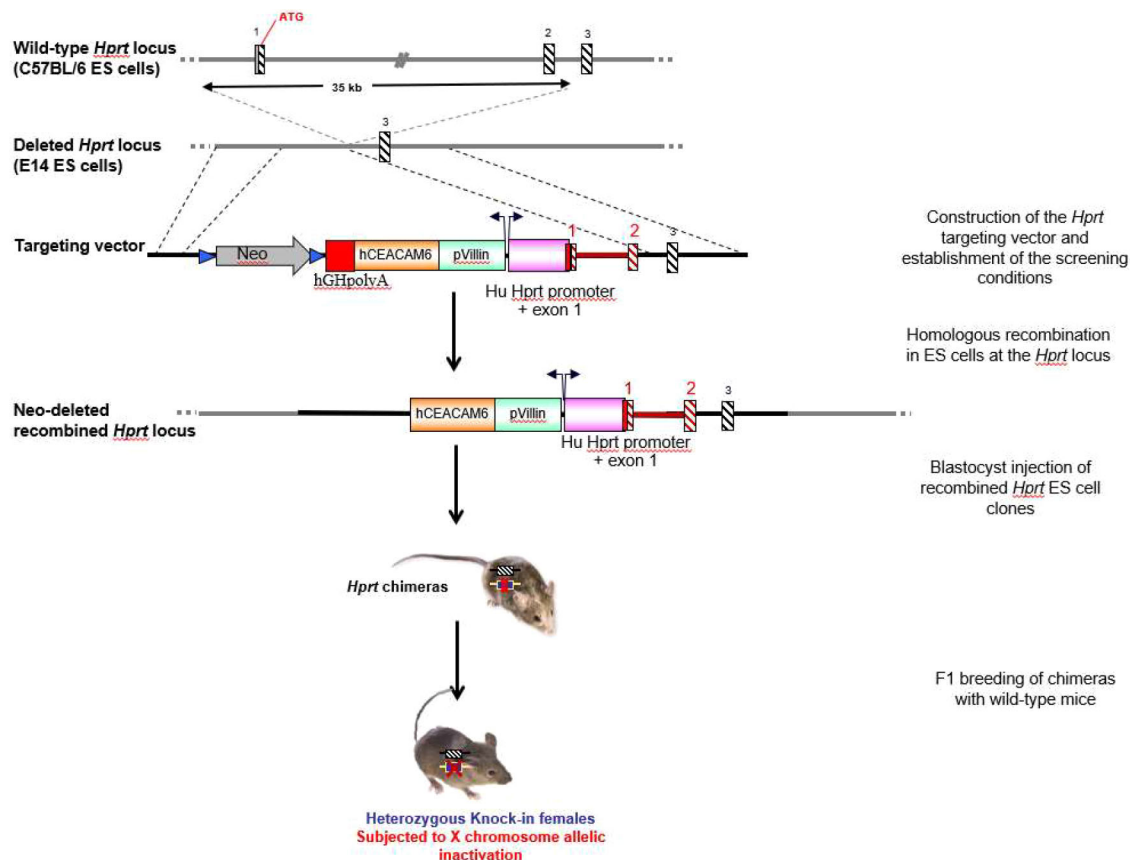 ATG
1
2
3
Wild-type Hprt locus
(C57BL/6 ES cells)
35 kb
3
Deleted Hprt locus
(E14 ES cells)
Targeting vector
Neo
hCEACAM6
pVillin
1
2
3
hGHpolyA
Hu Hprt promoter
+ exon 1
Construction of the Hprt
targeting vector and
establishment of the screening
conditions
Homologous recombination
in ES cells at the Hprt locus
Neo-deleted
recombined Hprt locus
hCEACAM6
pVillin
1
2
3
Hu Hprt promoter
+ exon 1
Blastocyst injection of
recombined Hprt ES cell
clones
Hprt chimeras
F1 breeding of chimeras
with wild-type mice
Heterozygous Knock-in females
Subjected to X chromosome allelic
inactivation